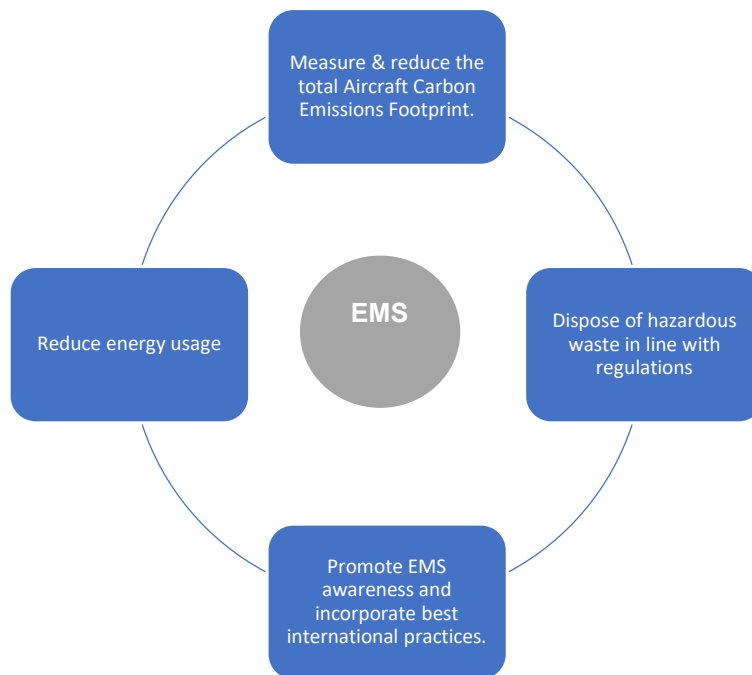 Measure & reduce the
total Aircraft Carbon
Emissions Footprint.
EMS
Reduce energy usage
Dispose of hazardous
waste in line with
regulations
Promote EMS
awareness and
incorporate best
international practices.